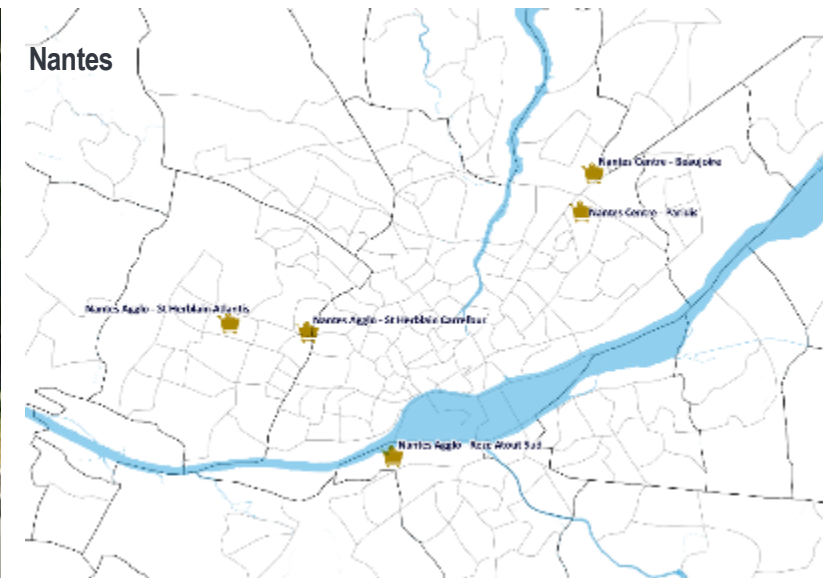 Nantes
Nantes Centre - Beaujoire
Nantes Centre - Paridis
Nantes Agglo - St Herblain Atlantis
Nantes Agglo - St Herblain Carrefour
Nantes Agglo - Reze Atout Sud